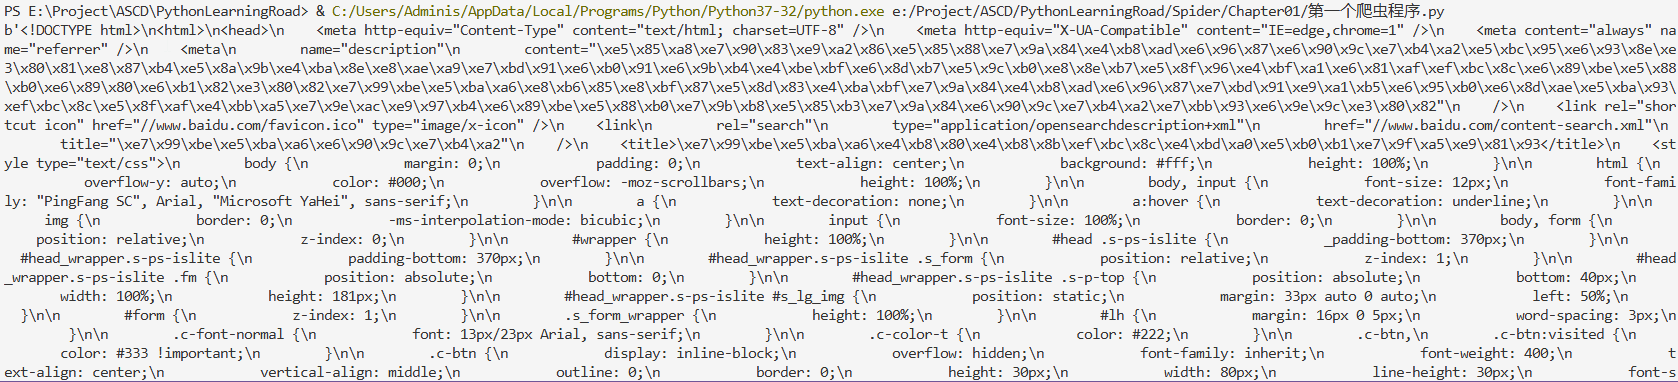 PS E:\Project\ASCD\PythonLearningRoad> & C:/Users/Adminis/AppData/Local/Programs/Python/Python37-32/python.exe e:/Project/ASCD/PythonLearningRoad/Spider/Chapter01/第一个爬虫程序.py
b'<!DOCTYPE html>\n<html>\n<head>\n    <meta http-equiv="Content-Type" content="text/html; charset=UTF-8" />\n    <meta http-equiv="X-UA-Compatible" content="IE=edge,chrome=1" />\n    <meta content="always" na
me="referrer" />\n    <meta\n        name="description"\n        content="\xe5\x85\xa8\xe7\x90\x83\xe9\xa2\x86\xe5\x85\x88\xe7\x9a\x84\xe4\xb8\xad\xe6\x96\x87\xe6\x90\x9c\xe7\xb4\xa2\xe5\xbc\x95\xe6\x93\x8e\xe
3\x80\x81\xe8\x87\xb4\xe5\x8a\x9b\xe4\xba\x8e\xe8\xae\xa9\xe7\xbd\x91\xe6\xb0\x91\xe6\x9b\xb4\xe4\xbe\xbf\xe6\x8d\xb7\xe5\x9c\xb0\xe8\x8e\xb7\xe5\x8f\x96\xe4\xbf\xa1\xe6\x81\xaf\xef\xbc\x8c\xe6\x89\xbe\xe5\x88
\xb0\xe6\x89\x80\xe6\xb1\x82\xe3\x80\x82\xe7\x99\xbe\xe5\xba\xa6\xe8\xb6\x85\xe8\xbf\x87\xe5\x8d\x83\xe4\xba\xbf\xe7\x9a\x84\xe4\xb8\xad\xe6\x96\x87\xe7\xbd\x91\xe9\xa1\xb5\xe6\x95\xb0\xe6\x8d\xae\xe5\xba\x93\
xef\xbc\x8c\xe5\x8f\xaf\xe4\xbb\xa5\xe7\x9e\xac\xe9\x97\xb4\xe6\x89\xbe\xe5\x88\xb0\xe7\x9b\xb8\xe5\x85\xb3\xe7\x9a\x84\xe6\x90\x9c\xe7\xb4\xa2\xe7\xbb\x93\xe6\x9e\x9c\xe3\x80\x82"\n    />\n    <link rel="shor
tcut icon" href="//www.baidu.com/favicon.ico" type="image/x-icon" />\n    <link\n        rel="search"\n        type="application/opensearchdescription+xml"\n        href="//www.baidu.com/content-search.xml"\n
title="\xe7\x99\xbe\xe5\xba\xa6\xe6\x90\x9c\xe7\xb4\xa2"\n    />\n    <title>\xe7\x99\xbe\xe5\xba\xa6\xe4\xb8\x80\xe4\xb8\x8b\xef\xbc\x8c\xe4\xbd\xa0\xe5\xb0\xb1\xe7\x9f\xa5\xe9\x81\x93</title>\n    <st
yle type="text/css">\n        body {\n            margin: 0;\n            padding: 0;\n            text-align: center;\n            background: #fff;\n            height: 100%;\n        }\n\n        html {\n
overflow-y: auto;\n            color: #000;\n            overflow: -moz-scrollbars;\n            height: 100%;\n        }\n\n        body, input {\n            font-size: 12px;\n            font-fami
ly: "PingFang SC", Arial, "Microsoft YaHei", sans-serif;\n        }\n\n        a {\n            text-decoration: none;\n        }\n\n        a:hover {\n            text-decoration: underline;\n        }\n\n
img {\n            border: 0;\n            -ms-interpolation-mode: bicubic;\n        }\n\n        input {\n            font-size: 100%;\n            border: 0;\n        }\n\n        body, form {\n
position: relative;\n            z-index: 0;\n        }\n\n        #wrapper {\n            height: 100%;\n        }\n\n        #head .s-ps-islite {\n            _padding-bottom: 370px;\n        }\n\n
#head_wrapper.s-ps-islite {\n            padding-bottom: 370px;\n        }\n\n        #head_wrapper.s-ps-islite .s_form {\n            position: relative;\n            z-index: 1;\n        }\n\n        #head
_wrapper.s-ps-islite .fm {\n            position: absolute;\n            bottom: 0;\n        }\n\n        #head_wrapper.s-ps-islite .s-p-top {\n            position: absolute;\n            bottom: 40px;\n
width: 100%;\n            height: 181px;\n        }\n\n        #head_wrapper.s-ps-islite #s_lg_img {\n            position: static;\n            margin: 33px auto 0 auto;\n            left: 50%;\n
}\n\n        #form {\n            z-index: 1;\n        }\n\n        .s_form_wrapper {\n            height: 100%;\n        }\n\n        #lh {\n            margin: 16px 0 5px;\n            word-spacing: 3px;\n
}\n\n        .c-font-normal {\n            font: 13px/23px Arial, sans-serif;\n        }\n\n        .c-color-t {\n            color: #222;\n        }\n\n        .c-btn,\n        .c-btn:visited {\n
color: #333 !important;\n        }\n\n        .c-btn {\n            display: inline-block;\n            overflow: hidden;\n            font-family: inherit;\n            font-weight: 400;\n            t
ext-align: center;\n            vertical-align: middle;\n            outline: 0;\n            border: 0;\n            height: 30px;\n            width: 80px;\n            line-height: 30px;\n            font-s